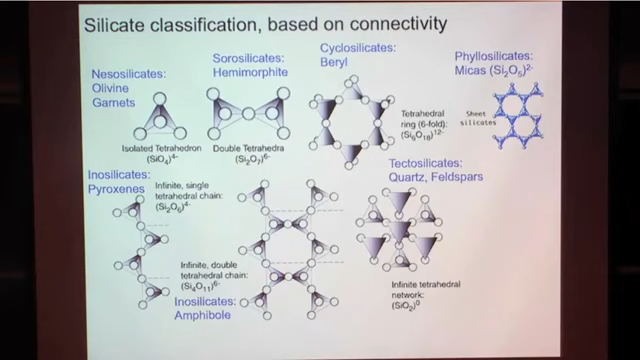 Silicate classification, based on connectivity
Nesosilicates:
Olivine
Garnets
Isolated Tetrahedron
(SiO₄)⁴⁻
Sorosilicates:
Hemimorphite
Double Tetrahedra
(Si₂O₇)⁶⁻
Cyclosilicates:
Beryl
Tetrahedral
ring (6-fold):
(Si₆O₁₈)¹²⁻
Phyllosilicates:
Micas (Si₂O₅)²⁻
Sheet
silicates
Inosilicates:
Pyroxenes
Infinite, single
tetrahedral chain:
(Si₂O₆)⁴⁻
Infinite, double
tetrahedral chain:
(Si₄O₁₁)⁶⁻
Inosilicates:
Amphibole
Tectosilicates:
Quartz, Feldspars
Infinite tetrahedral
network:
(SiO₂)⁰